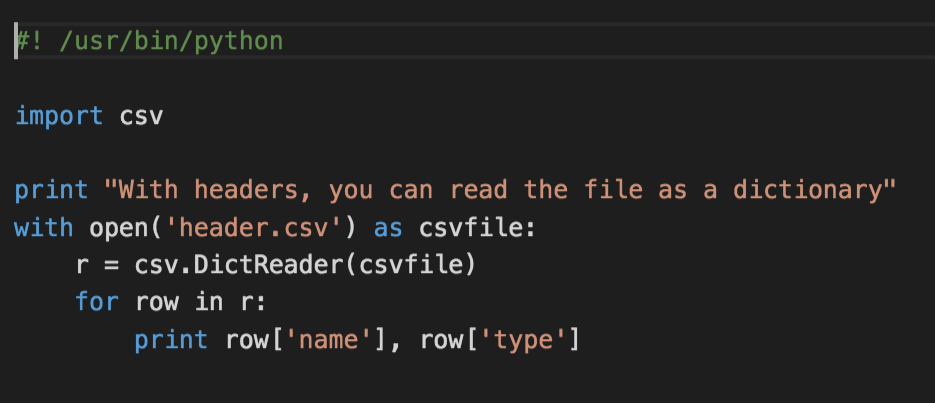 #! /usr/bin/python
import csv
print "With headers, you can read the file as a dictionary"
with open('header.csv') as csvfile:
    r = csv.DictReader(csvfile)
    for row in r:
        print row['name'], row['type']